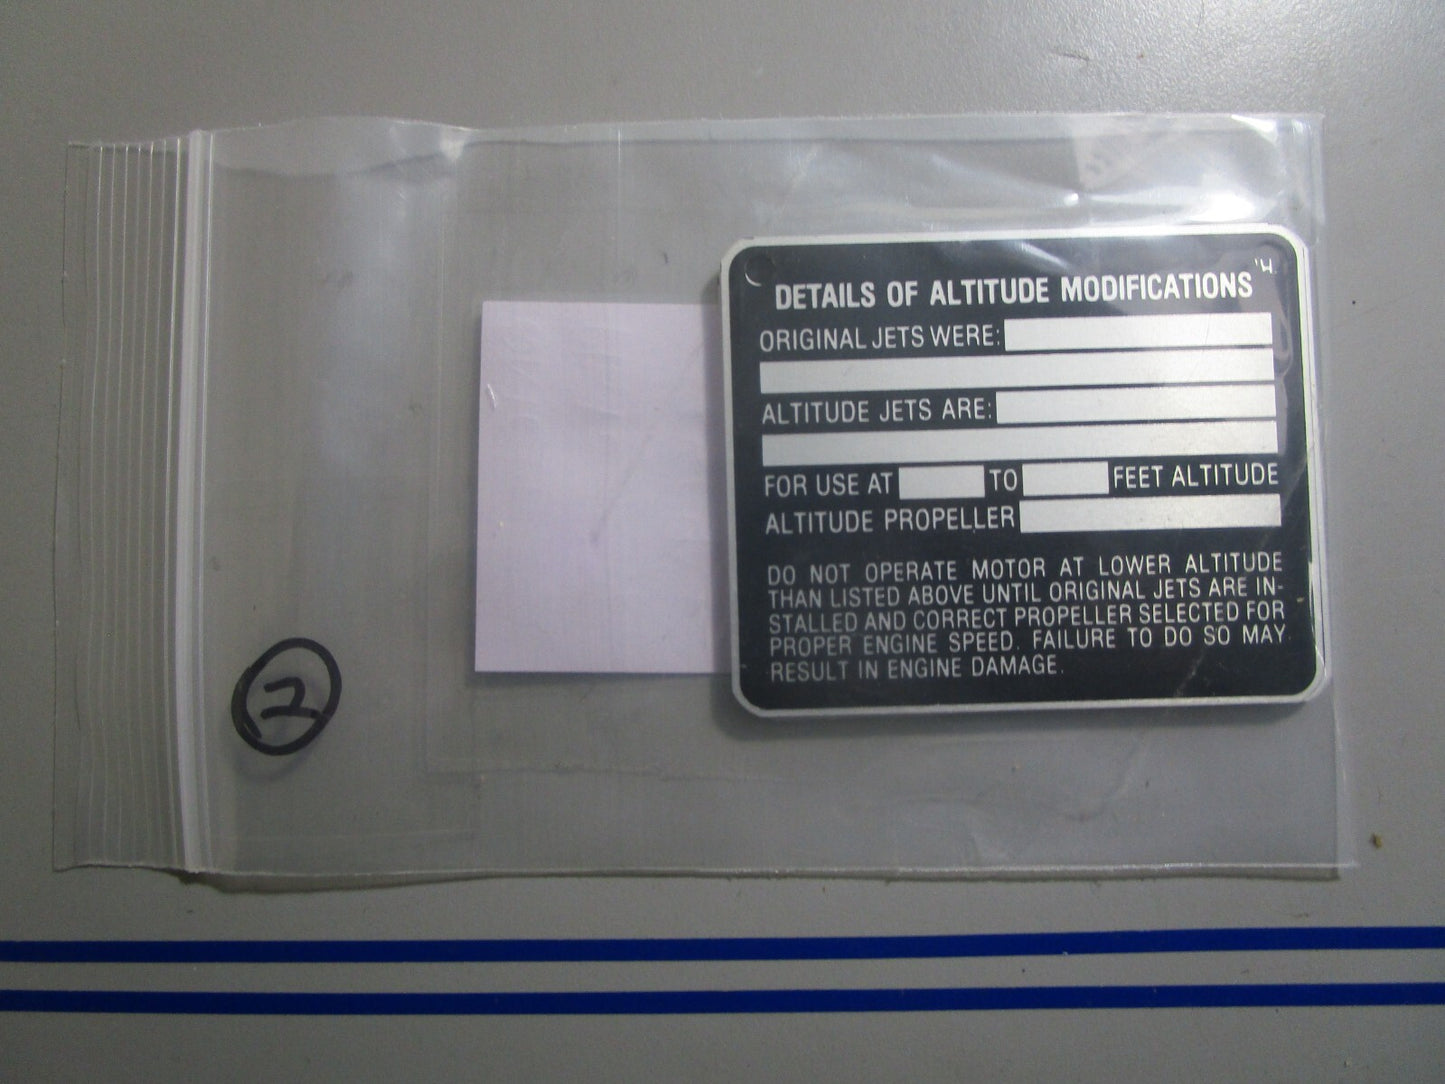 DETAILS OF ALTITUDE MODIFICATIONS
ORIGINAL JETS WERE:
ALTITUDE JETS ARE:
FOR USE AT TO FEET ALTITUDE
ALTITUDE PROPELLER
DO NOT OPERATE MOTOR AT LOWER ALTITUDE
THAN LISTED ABOVE UNTIL ORIGINAL JETS ARE IN-
STALLED AND CORRECT PROPELLER SELECTED FOR
PROPER ENGINE SPEED. FAILURE TO DO SO MAY
RESULT IN ENGINE DAMAGE.
2